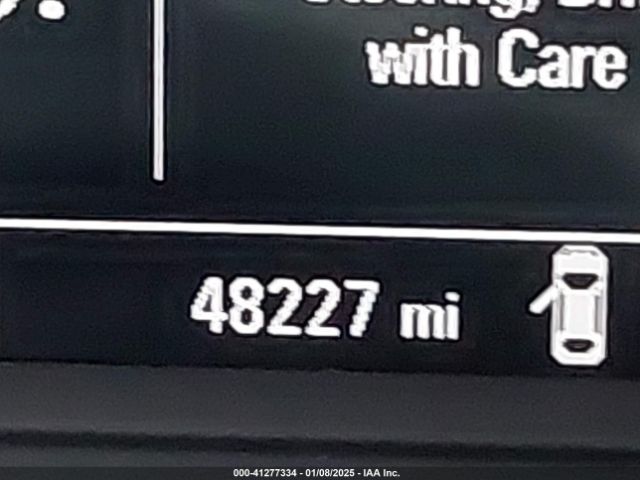 with Care
48227 mi
000-41277334 - 01/08/2025 - IAA Inc.